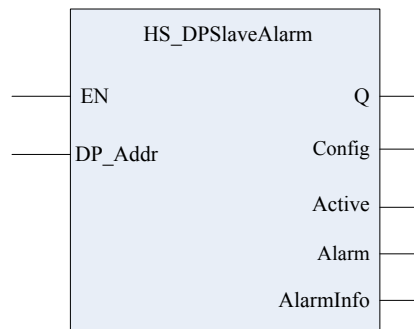 HS_DPSlaveAlarm
EN
Q
DP_Addr
Config
Active
Alarm
AlarmInfo